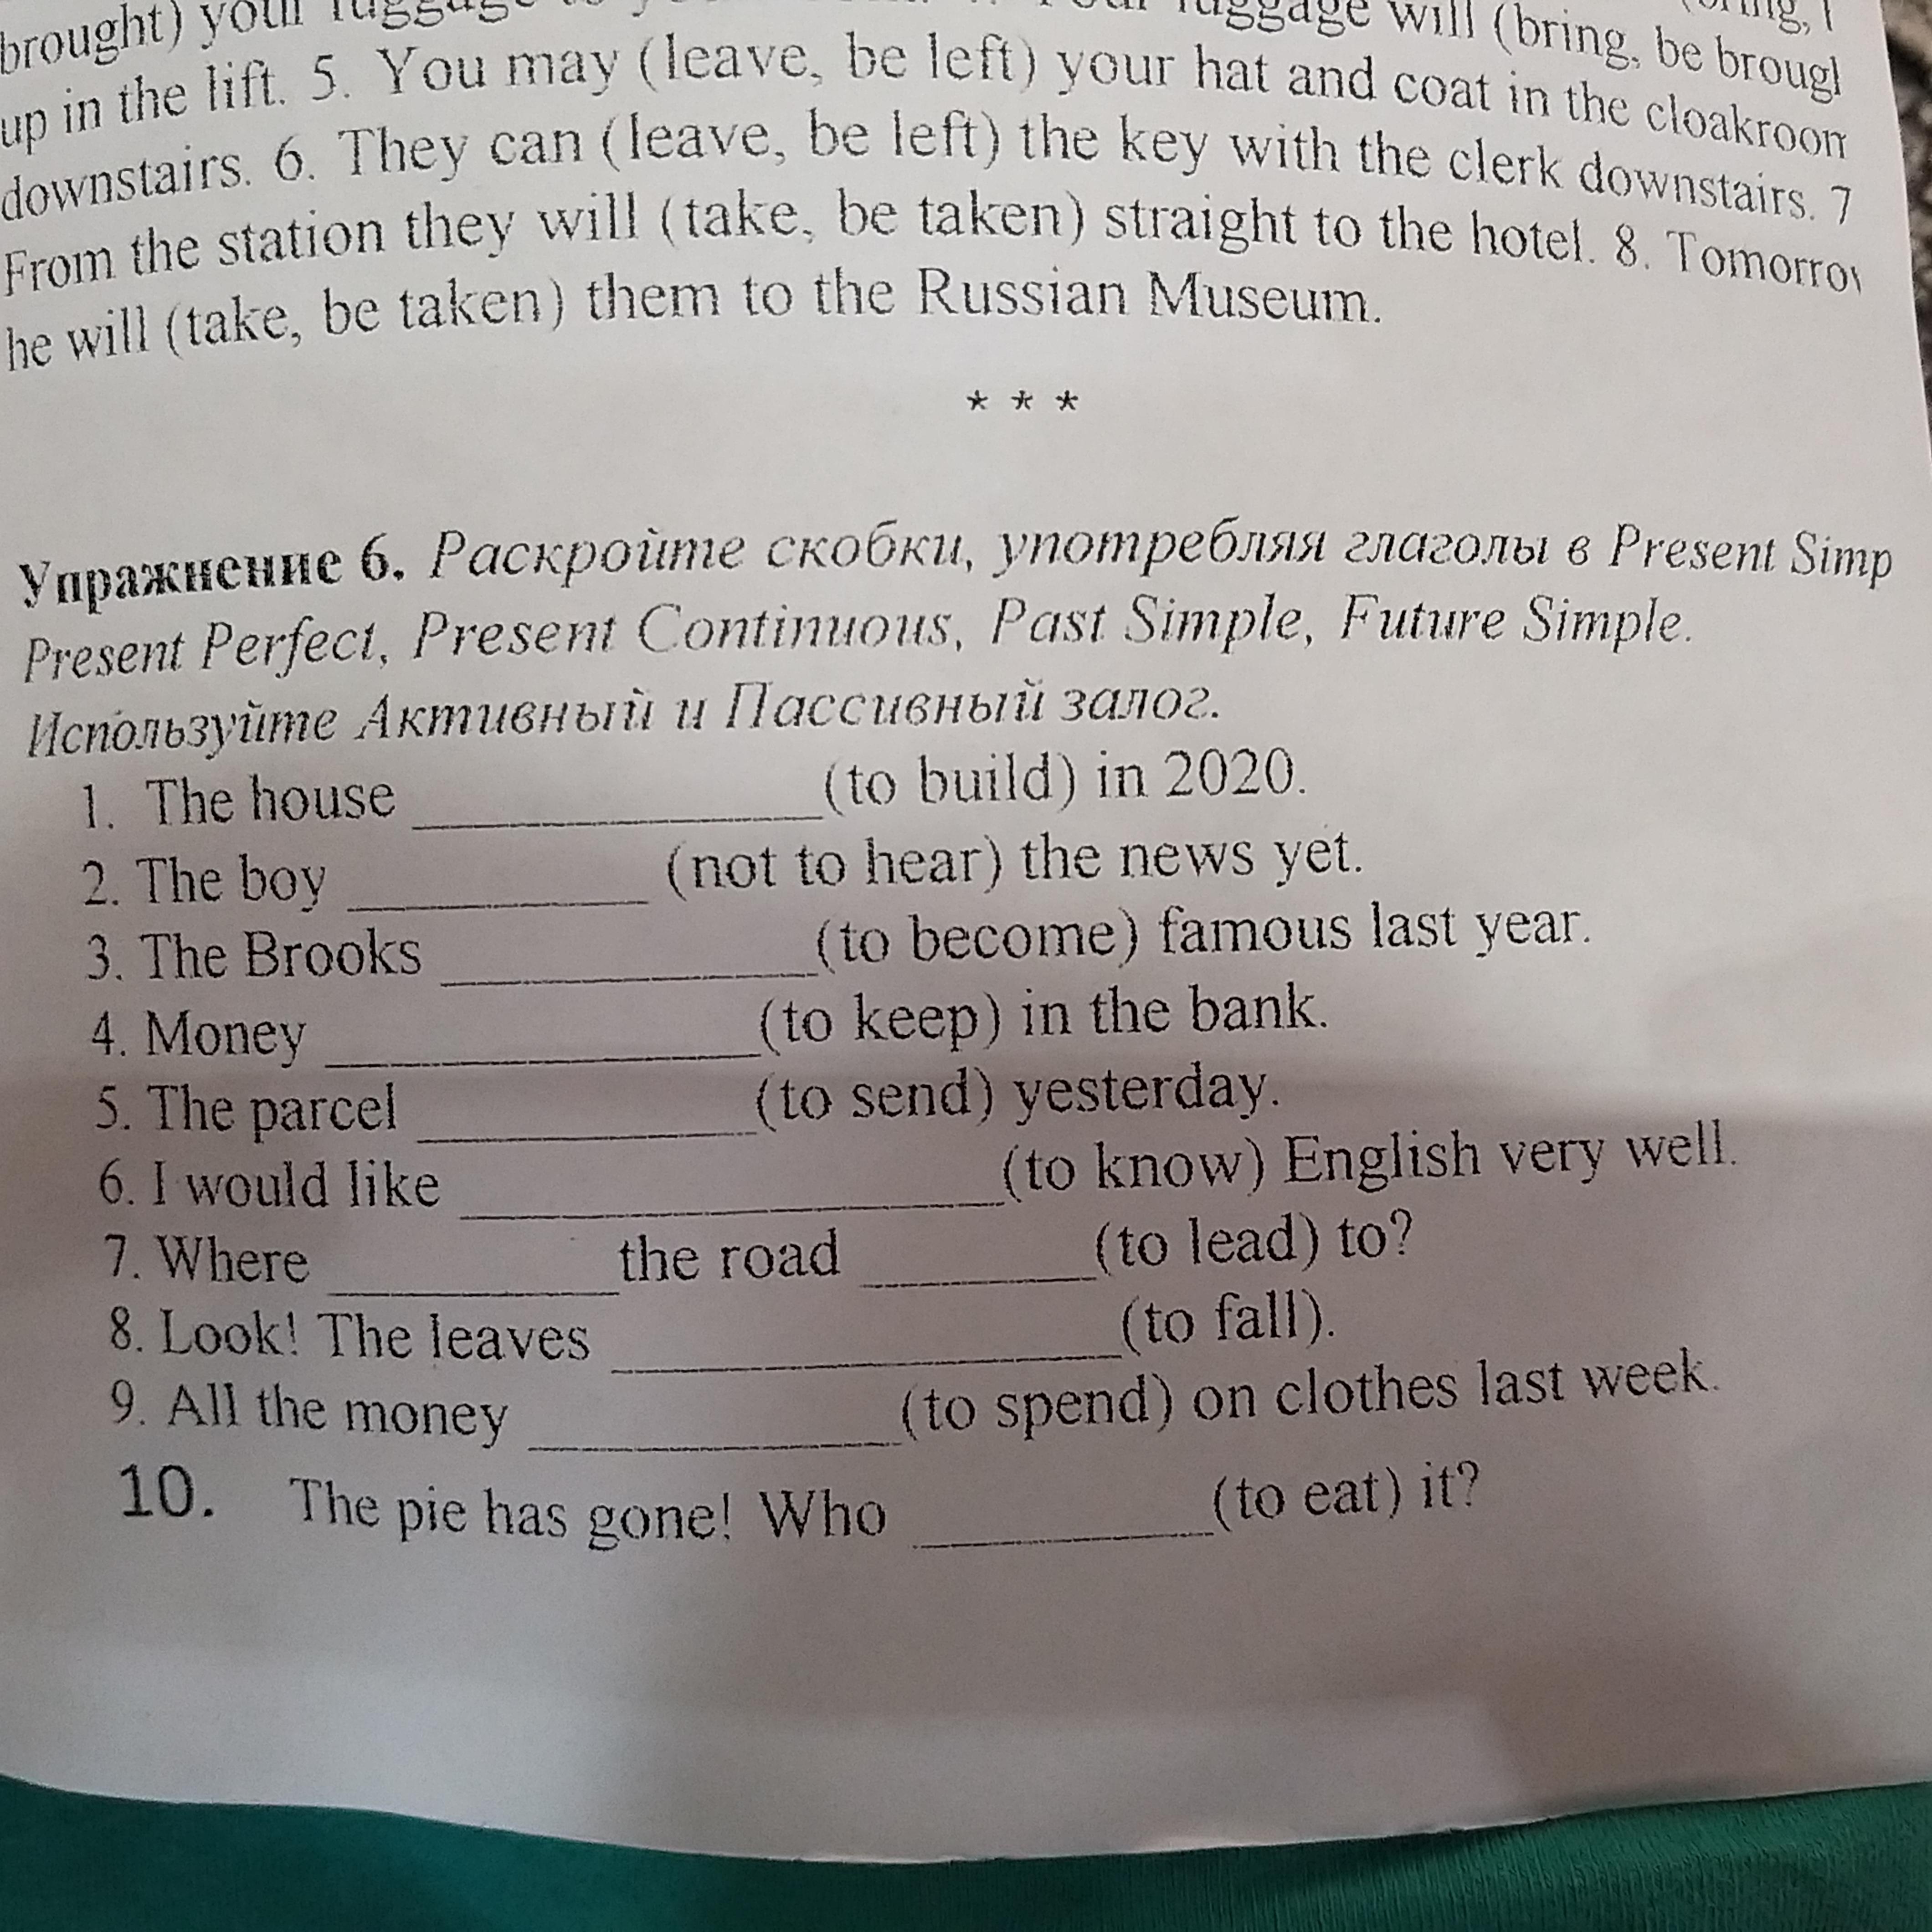 brought) your luggage to luggage will (bring, be brougl
up in the lift. 5. You may (leave, be left) your hat and coat in the cloakroom
downstairs. 6. They can (leave, be left) the key with the clerk downstairs. 7
From the station they will (take, be taken) straight to the hotel. 8. Tomorrov
he will (take, be taken) them to the Russian Museum.
* * *
Упражнение 6. Раскройте скобки, употребляя глаголы в Present Simp
Present Perfect, Present Continuous, Past Simple, Future Simple.
Используйте Активный и Пассивный залог.
1. The house ____________(to build) in 2020.
2. The boy _________ (not to hear) the news yet.
3. The Brooks ___________(to become) famous last year.
4. Money _____________(to keep) in the bank.
5. The parcel __________(to send) yesterday.
6. I would like ________________(to know) English very well.
7. Where ________the road _______(to lead) to?
8. Look! The leaves _______________(to fall).
9. All the money ___________(to spend) on clothes last week.
10. The pie has gone! Who _________(to eat) it?